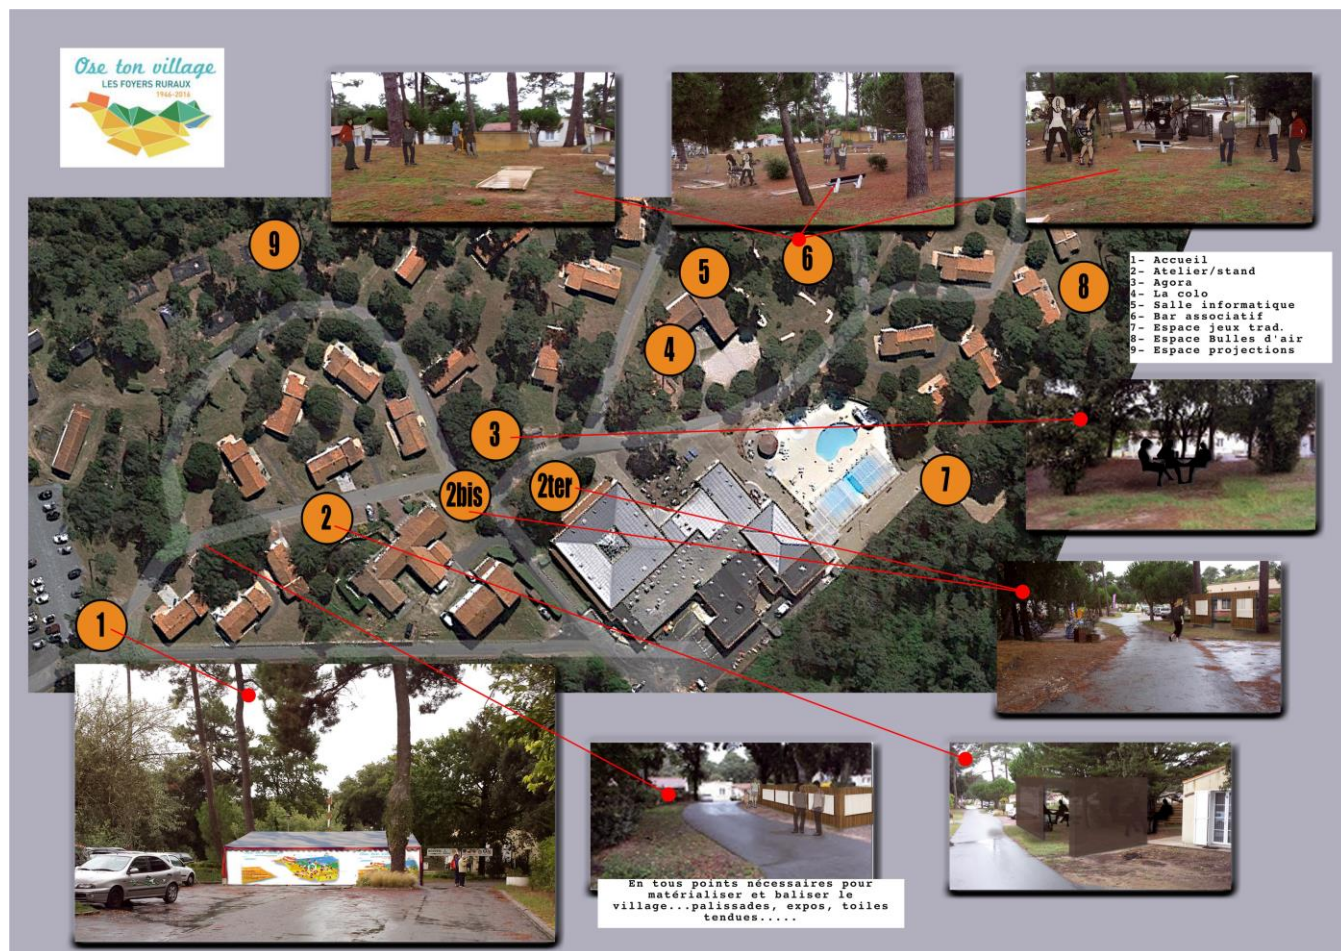 Ose ton village
LES FOYERS RURAUX
1946-2016
9
5
6
8
4
3
2bis
2ter
7
2
1
1- Accueil
2- Atelier/stand
3- Agora
4- La colo
5- Salle informatique
6- Bar associatif
7- Espace jeux trad.
8- Espace Bulles d'air
9- Espace projections
En tous points nécessaires pour
matérialiser et baliser le
village...palissades, expos, toiles
tendues.....